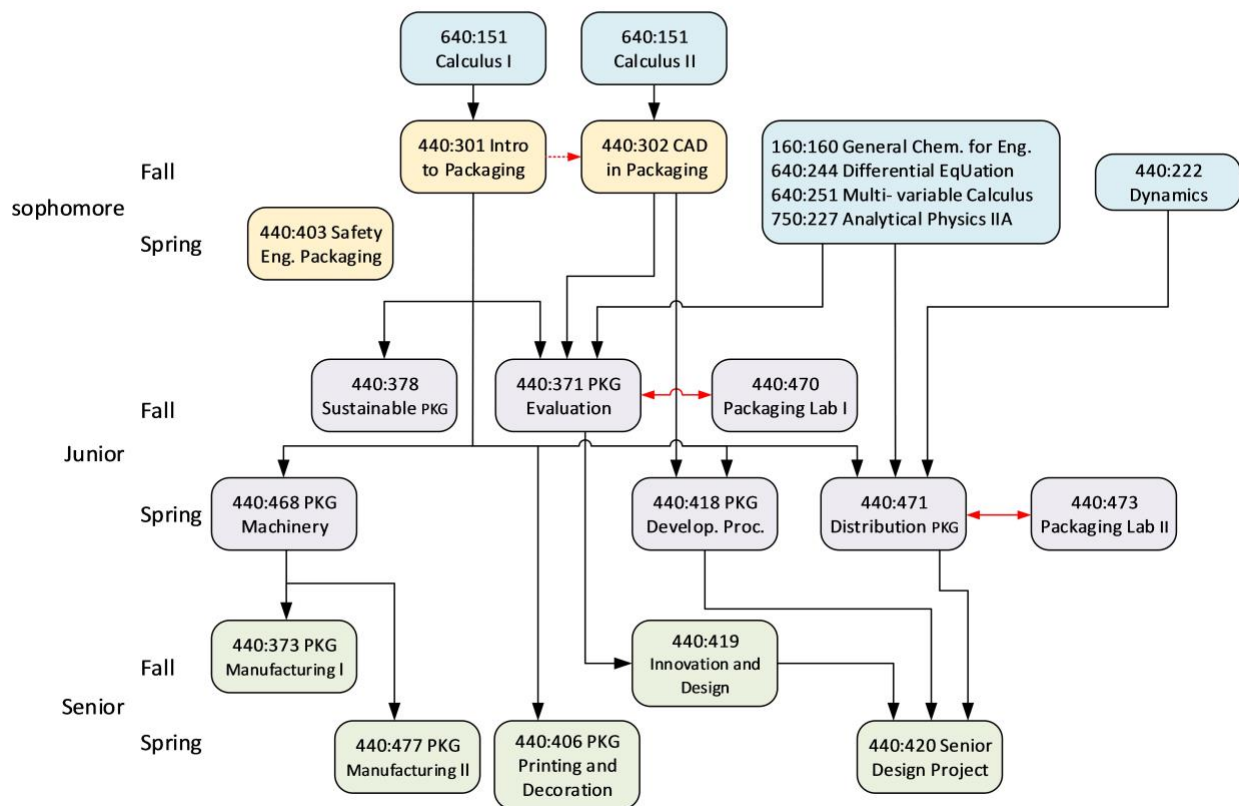 640:151
Calculus I
640:151
Calculus II
440:301 Intro
to Packaging
440:302 CAD
in Packaging
160:160 General Chem. for Eng.
640:244 Differential EqUation
640:251 Multi- variable Calculus
750:227 Analytical Physics IIA
440:222
Dynamics
Fall
sophomore
Spring
440:403 Safety
Eng. Packaging
440:378
Sustainable PKG
440:371 PKG
Evaluation
440:470
Packaging Lab I
Fall
Junior
Spring
440:468 PKG
Machinery
440:418 PKG
Develop. Proc.
440:471
Distribution PKG
440:473
Packaging Lab II
440:373 PKG
Manufacturing I
440:419
Innovation and
Design
Fall
Senior
Spring
440:477 PKG
Manufacturing II
440:406 PKG
Printing and
Decoration
440:420 Senior
Design Project